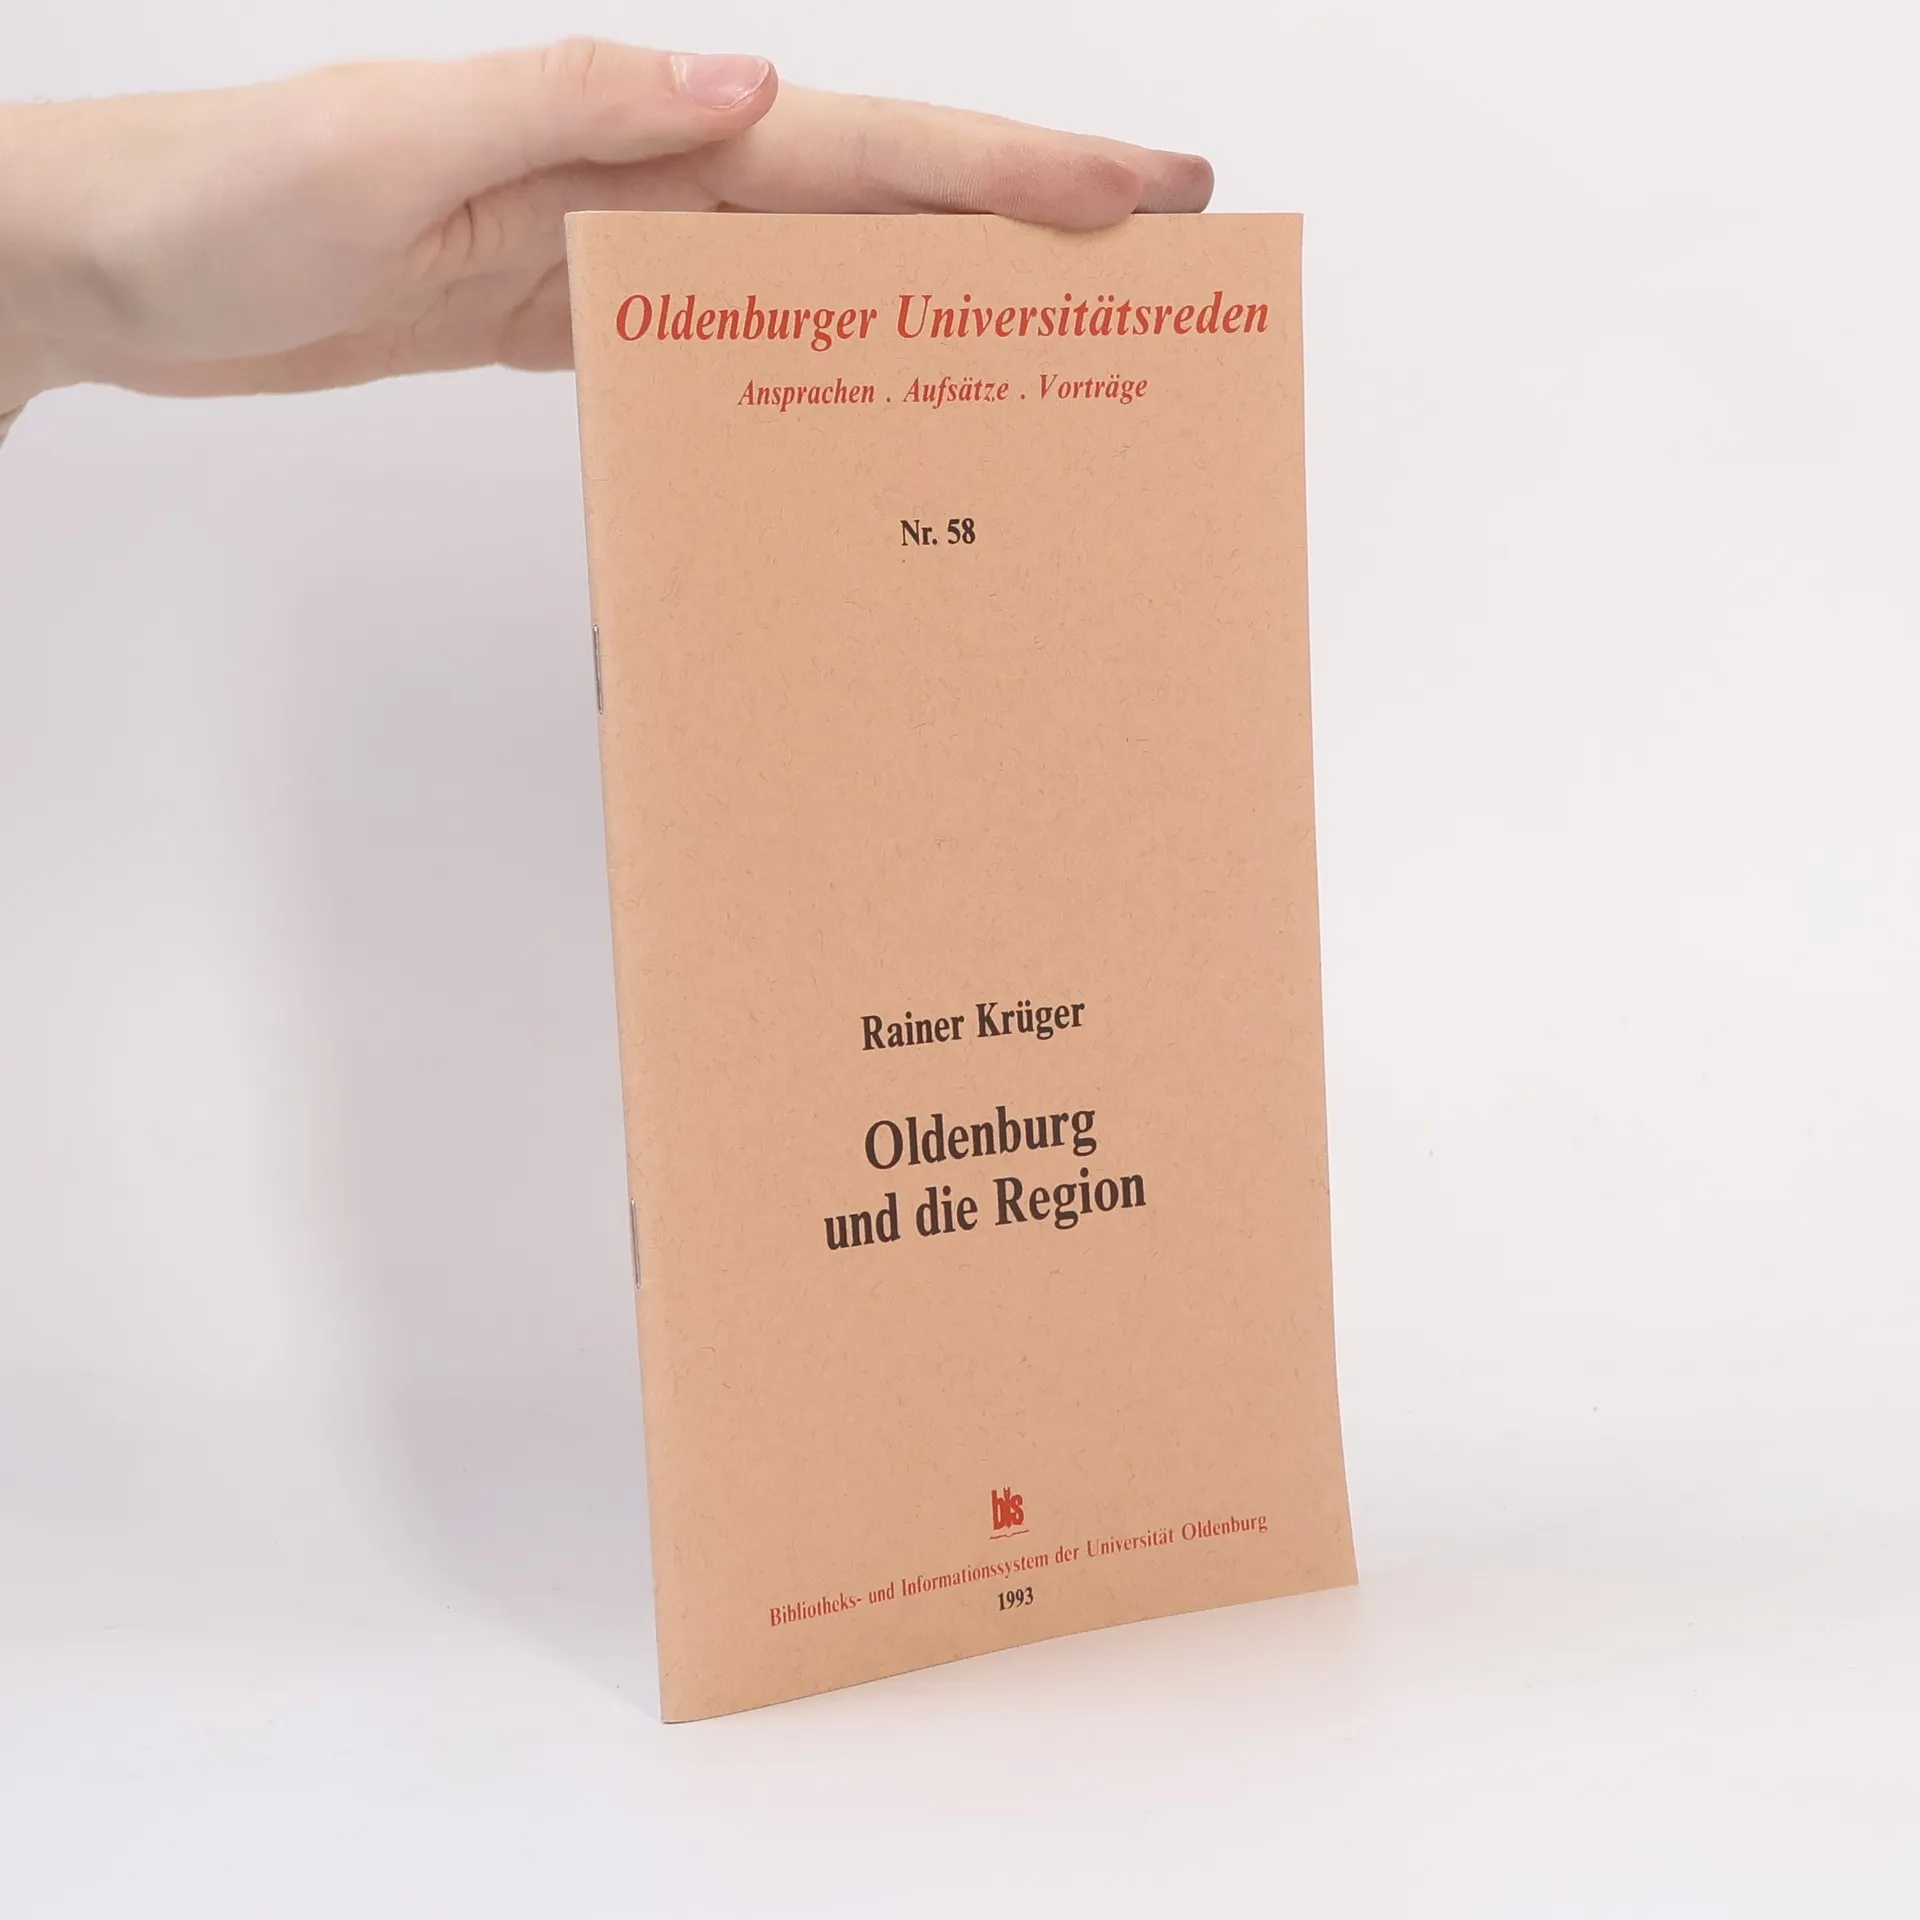 Oldenburger Universitätsreden
Ansprachen . Aufsätze . Vorträge
Nr. 58
Rainer Krüger
Oldenburg
und die Region
bis
Bibliotheks- und Informationssystem der Universität Oldenburg
1993